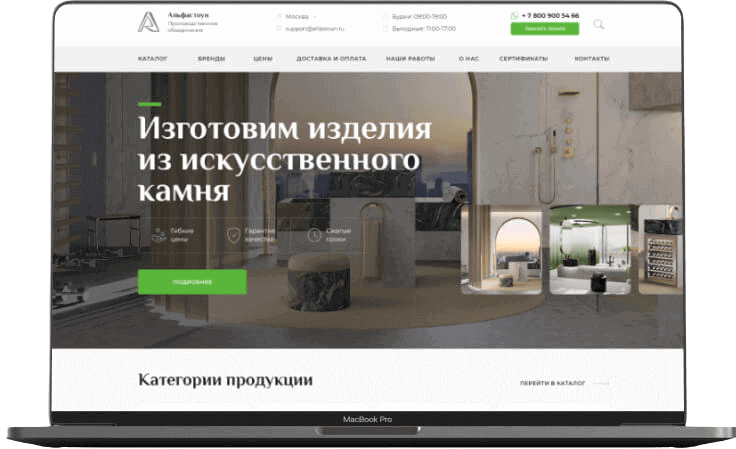 Альфастоун
Производственное
объединение
Москва
support@alfastoun.ru
Будни: 09:00-19:00
Выходные: 11:00-17:00
+ 7 800 900 54 66
Заказать звонок
КАТАЛОГ БРЕНДЫ ЦЕНЫ ДОСТАВКА И ОПЛАТА НАШИ РАБОТЫ О НАС СЕРТИФИКАТЫ КОНТАКТЫ
Изготовим изделия
из искусственного
камня
Гибкие
цены
Гарантия
качества
Сжатые
сроки
ПОДРОБНЕЕ
Категории продукции
ПЕРЕЙТИ В КАТАЛОГ
MacBook Pro